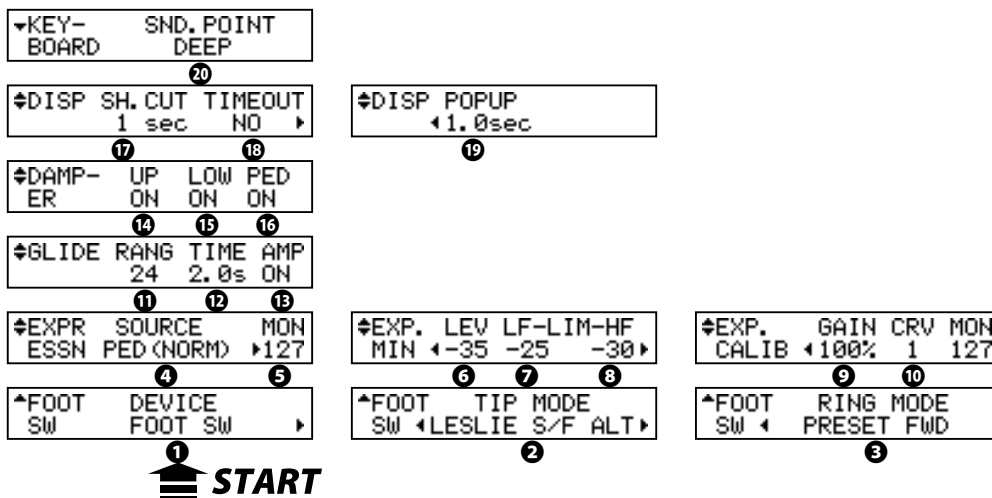 KEY- SND.POINT
BOARD DEEP
20
DISP SH.CUT TIMEOUT
1 sec NO
17 18
DISP POPUP
1.0sec
19
DAMP- UP LOW PED
ER ON ON ON
14 15 16
GLIDE RANG TIME AMP
24 2.0s ON
11 12 13
EXPR SOURCE MON
ESSN PED(NORM) 127
4 5
EXP. LEV LF-LIM-HF
MIN -35 -25 -30
6 7 8
EXP. GAIN CRV MON
CALIB 100% 1 127
9 10
FOOT DEVICE
SW FOOT SW
1
FOOT TIP MODE
SW LESLIE S/F ALT
2
FOOT RING MODE
SW PRESET FWD
3
START